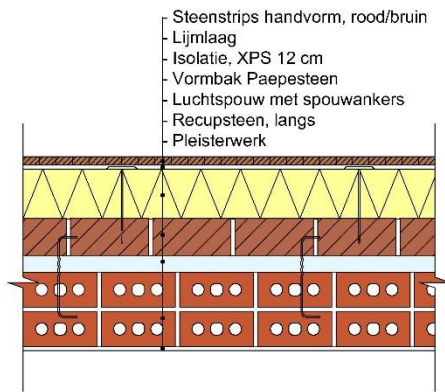 Steenstrips handvorm, rood/bruin
Lijmlaag
Isolatie, XPS 12 cm
Vormbak Paepesteen
Luchtspouw met spouwankers
Recupsteen, langs
Pleisterwerk